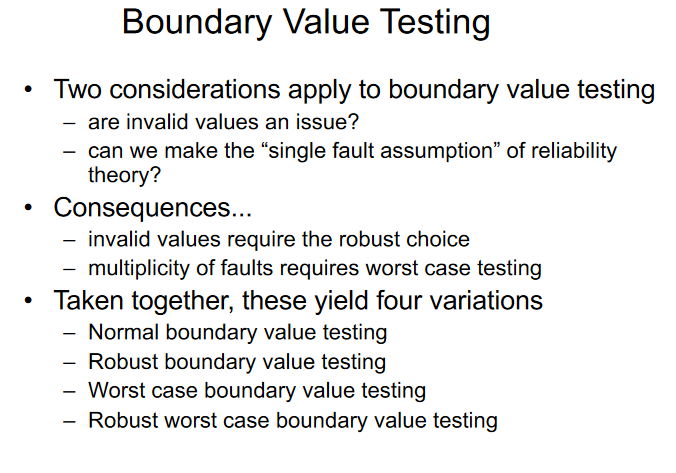 Boundary Value Testing
• Two considerations apply to boundary value testing
– are invalid values an issue?
– can we make the “single fault assumption” of reliability
theory?
• Consequences...
– invalid values require the robust choice
– multiplicity of faults requires worst case testing
• Taken together, these yield four variations
– Normal boundary value testing
– Robust boundary value testing
– Worst case boundary value testing
– Robust worst case boundary value testing